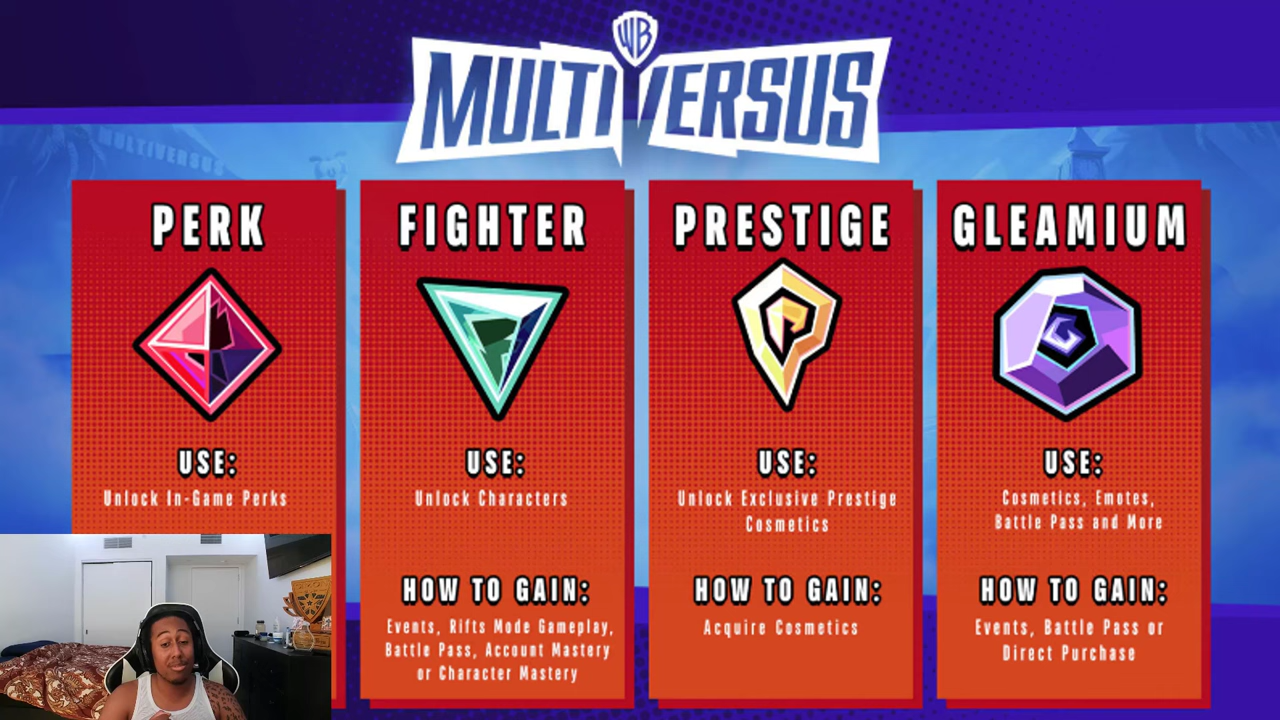 WB
MULTIVERSUS
MULTIVERSUS
PERK
USE:
Unlock In-Game Perks
FIGHTER
USE:
Unlock Characters
HOW TO GAIN:
Events, Rifts Mode Gameplay,
Battle Pass, Account Mastery
or Character Mastery
PRESTIGE
P
USE:
Unlock Exclusive Prestige
Cosmetics
HOW TO GAIN:
Acquire Cosmetics
GLEAMIUM
G
USE:
Cosmetics, Emotes,
Battle Pass and More
HOW TO GAIN:
Events, Battle Pass or
Direct Purchase